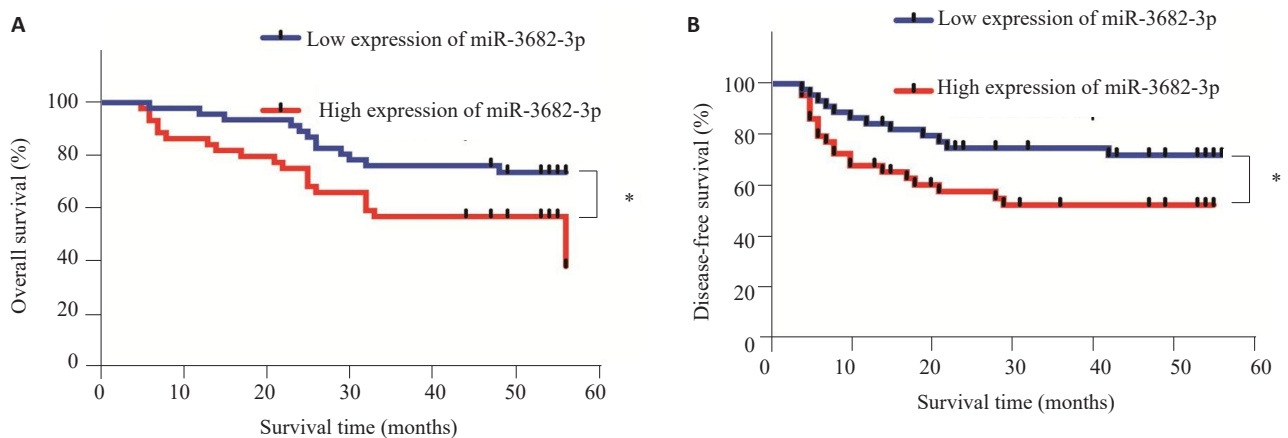 A
Low expression of miR-3682-3p
High expression of miR-3682-3p
Overall survival (%)
100
80
60
40
20
0
*
0 10 20 30 40 50 60
Survival time (months)
B
Low expression of miR-3682-3p
High expression of miR-3682-3p
Disease-free survival (%)
100
80
60
40
20
0
*
0 10 20 30 40 50 60
Survival time (months)